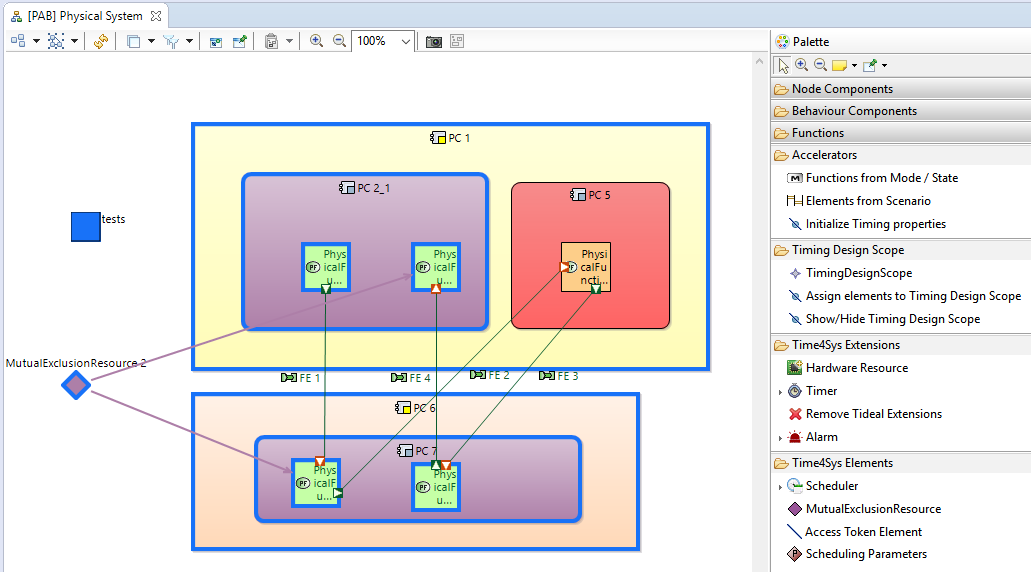 [PAB] Physical System
100%
PC 1
PC 2_1
PC 5
tests
Phys
icalF
u...
Phys
icalF
u...
Physi
calFu
ncti...
MutualExclusionResource 2
FE 1
FE 4
FE 2
FE 3
PC 6
PC 7
Phys
icalF
u...
Phys
icalF
u...
PF
PF
PF
PF
Palette
Node Components
Behaviour Components
Functions
Accelerators
M Functions from Mode / State
Elements from Scenario
Initialize Timing properties
Timing Design Scope
TimingDesignScope
Assign elements to Timing Design Scope
Show/Hide Timing Design Scope
Time4Sys Extensions
Hardware Resource
Timer
Remove Tideal Extensions
Alarm
Time4Sys Elements
Scheduler
MutualExclusionResource
Access Token Element
P Scheduling Parameters